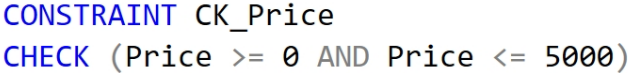 CONSTRAINT CK_Price
CHECK (Price >= 0 AND Price <= 5000)